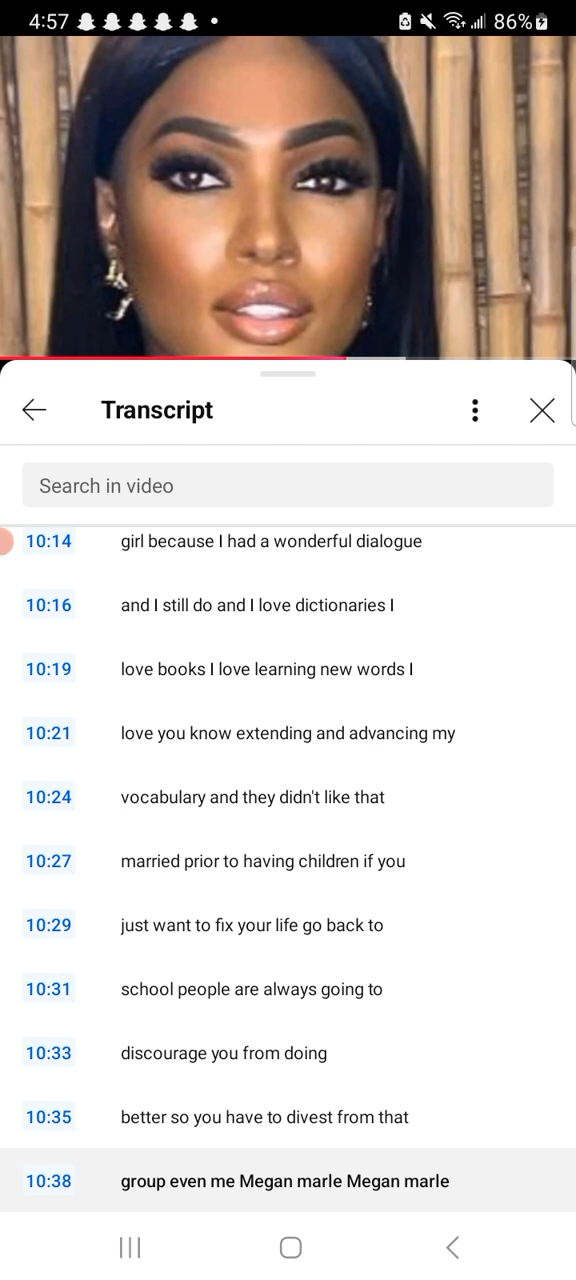 4:57
86%
Transcript
Search in video
10:14 girl because I had a wonderful dialogue
10:16 and I still do and I love dictionaries I
10:19 love books I love learning new words I
10:21 love you know extending and advancing my
10:24 vocabulary and they didn't like that
10:27 married prior to having children if you
10:29 just want to fix your life go back to
10:31 school people are always going to
10:33 discourage you from doing
10:35 better so you have to divest from that
10:38 group even me Megan marle Megan marle